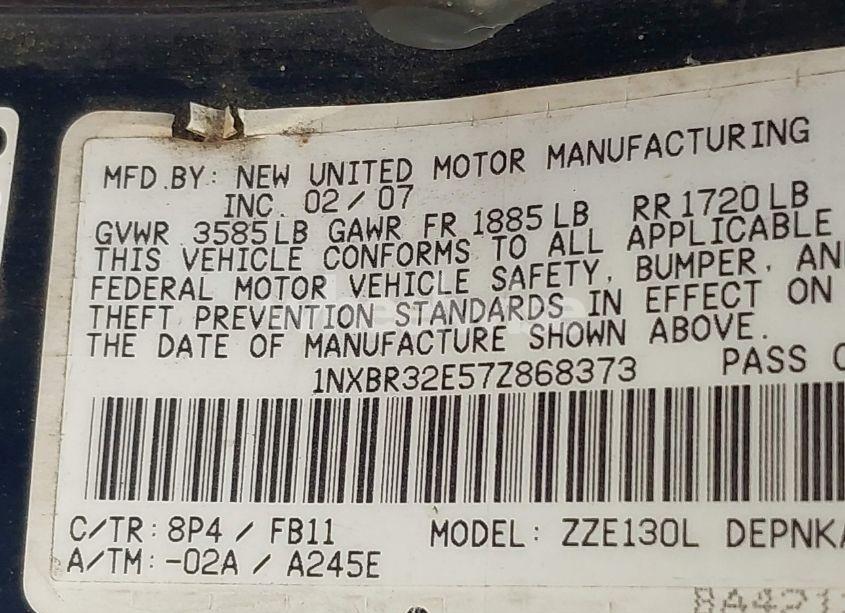 MFD.BY: NEW UNITED MOTOR MANUFACTURING
INC. 02/07
GVWR 3585LB GAWR FR 1885LB RR 1720LB
THIS VEHICLE CONFORMS TO ALL APPLICABLE
FEDERAL MOTOR VEHICLE SAFETY, BUMPER, AN
THEFT PREVENTION STANDARDS IN EFFECT ON
THE DATE OF MANUFACTURE SHOWN ABOVE.
1NXBR32E57Z868373 PASS C
C/TR: 8P4 / FB11 MODEL: ZZE130L DEPNKA
A/TM: -02A / A245E